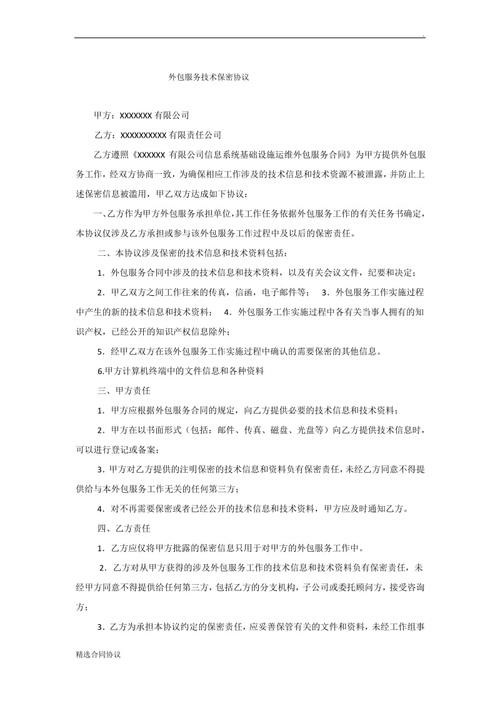 外包服务技术保密协议
甲方：XXXXXXX 有限公司
乙方：XXXXXXXXXX 有限责任公司
乙方遵照《XXXXXX 有限公司信息系统基础设施运维外包服务合同》为甲方提供外包服
务工作，经双方协商一致，为确保相应工作涉及的技术信息和技术资源不被泄露，并防止上
述保密信息被滥用，甲乙双方达成如下协议：
一、乙方作为甲方外包服务承担单位，其工作任务依据外包服务工作的有关任务书确定，
本协议仅涉及乙方承担或参与该外包服务工作过程中及以后的保密责任。
二、本协议涉及保密的技术信息和技术资料包括：
1．外包服务合同中涉及的技术信息和技术资料，以及有关会议文件，纪要和决定；
2．甲乙双方之间工作往来的传真，信函，电子邮件等； 3．外包服务工作实施过程
中产生的新的技术信息和技术资料； 4．外包服务工作实施过程中各有关当事人拥有的知
识产权，已经公开的知识产权信息除外；
5．经甲乙双方在该外包服务工作实施过程中确认的需要保密的其他信息。
6.甲方计算机终端中的文件信息和各种资料
三、甲方责任
1．甲方应根据外包服务合同的规定，向乙方提供必要的技术信息和技术资料；
2．甲方在以书面形式（包括：邮件、传真、磁盘、光盘等）向乙方提供技术信息时，
可以进行登记或备案；
3．甲方对乙方提供的注明保密的技术信息和资料负有保密责任，未经乙方同意不得提
供给与本外包服务工作无关的任何第三方；
4．对不再需要保密或者已经公开的技术信息和技术资料，甲方应及时通知乙方。
四、乙方责任
1．乙方应仅将甲方批露的保密信息只用于对甲方的外包服务工作中。
2．乙方对从甲方获得的涉及外包服务工作的技术信息和技术资料负有保密责任，未
经甲方同意不得提供给任何第三方，包括乙方的分支机构，子公司或委托顾问方，接受咨询
方；
3．乙方为承担本协议约定的保密责任，应妥善保管有关的文件和资料，未经工作组事
精选合同协议